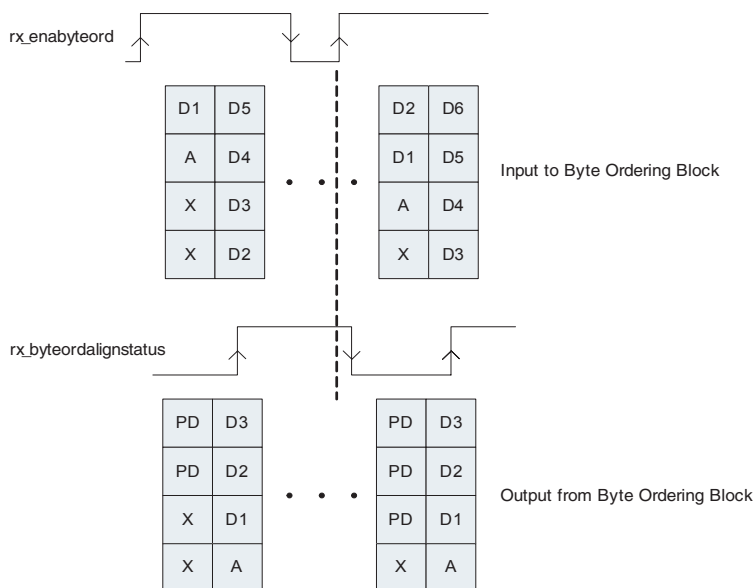 rx_enabyteord
D1 D5 D2 D6
A D4 D1 D5
X D3 A D4
X D2 X D3
Input to Byte Ordering Block
rx_byteordalignstatus
PD D3 PD D3
PD D2 PD D2
X D1 PD D1
X A X A
Output from Byte Ordering Block